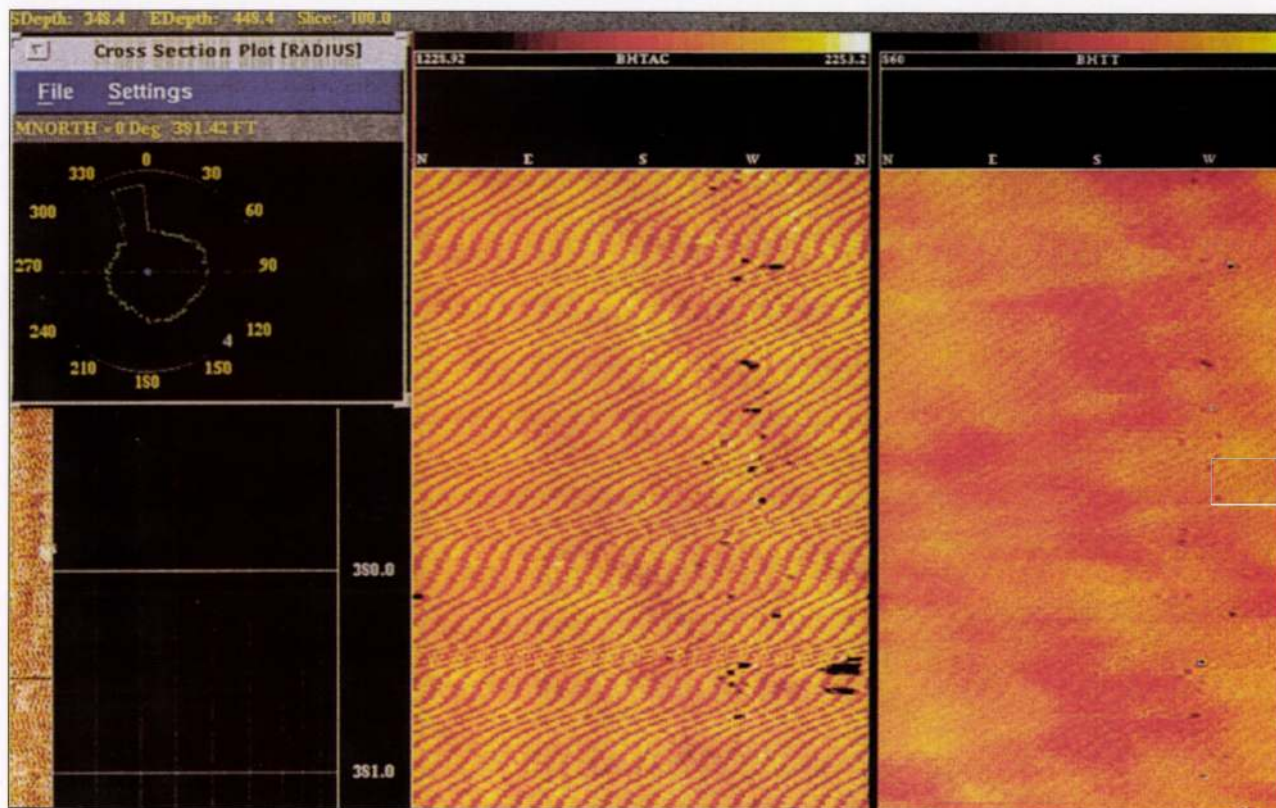 SDepth: 348.4 EDepth: 448.4 Slice: 100.0
Cross Section Plot [RADIUS]
File Settings
MNORTH = 0 Deg 381.42 FT
0
330 30
300 60
270 90
240 120
4
210 150
180
380.0
381.0
1228.92 BHTAC 2253.2
N E S W N
860 BHTT
N E S W